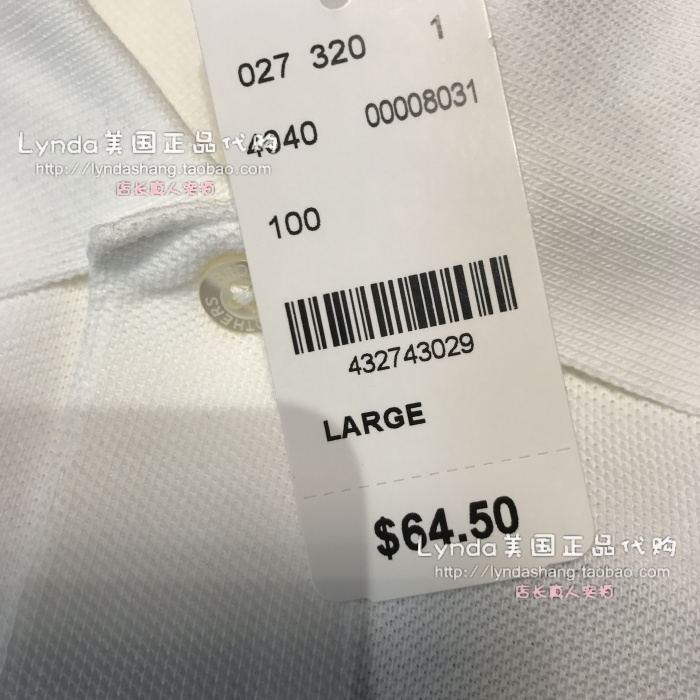 027 320 1
4040 00008031
Lynda美国正品代购
http://lyndashang.taobao.com
店长真人实拍
100
OTHERS
432743029
LARGE
$64.50
Lynda美国正品代购
http://lyndashang.taobao.com
店长真人实拍